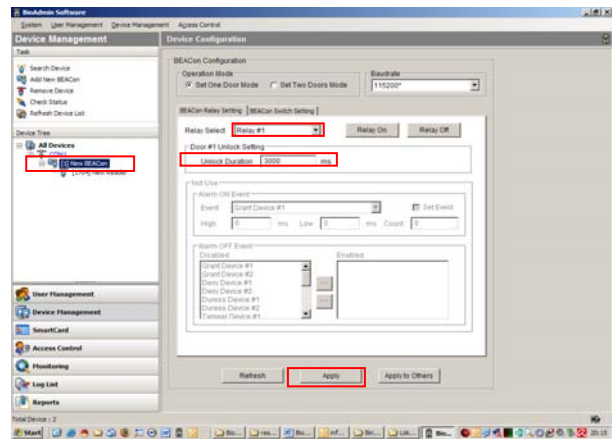 BioAdmin Software
System User Management Device Management Access Control
Device Management
Device Configuration
Task
Search Device
Add New BEACon
Remove Device
Check Status
Refresh Device List
Device Tree
All Devices
COM1
[1] New BEACon
New Reader
User Management
Device Management
SmartCard
Access Control
Monitoring
Log List
Reports
BEACon Configuration
Operation Mode
Set One Door Mode Set Two Doors Mode
Baudrate
115200*
BEACon Relay Setting BEACon Switch Setting
Relay Select Relay #1 Relay On Relay Off
Door #1 Unlock Setting
Unlock Duration 3000 ms
Not Use
Alarm ON Event
Event Grant Device #1 Set Event
High 0 ms Low 0 ms Count 0
Alarm OFF Event
Disabled Enabled
Grant Device #1
Grant Device #2
Deny Device #1
Deny Device #2
Duress Device #1
Duress Device #2
Tamper Device #1
Refresh Apply Apply to Others
Total Device : 2
Start 20:15